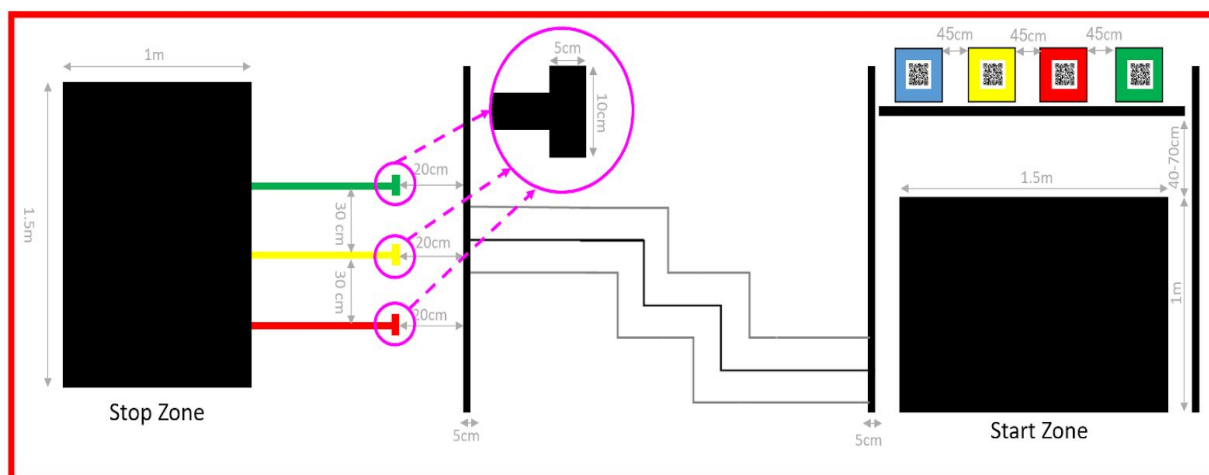 1m
1.5m
Stop Zone
20cm
30 cm
20cm
30 cm
20cm
5cm
5cm
10cm
5cm
45cm
45cm
45cm
40-70cm
1.5m
1m
Start Zone